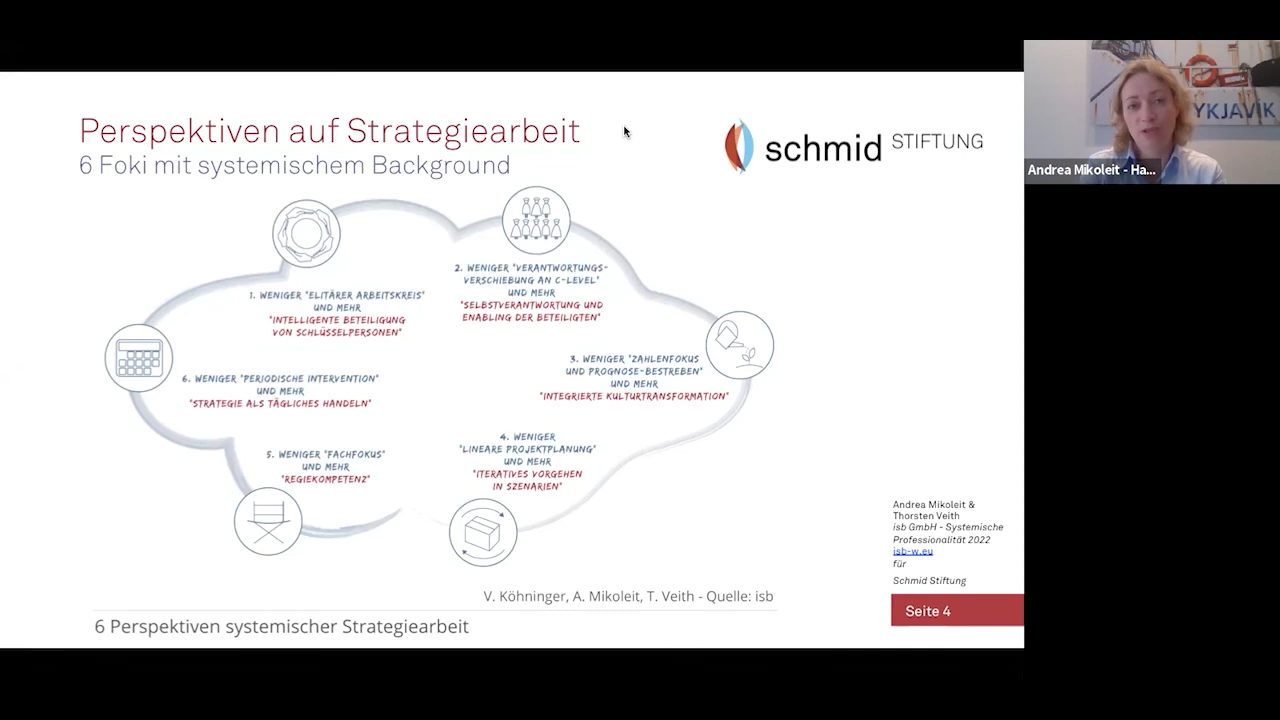 Perspektiven auf Strategiearbeit
6 Foki mit systemischem Background
schmid STIFTUNG
YKJAVÍK
Andrea Mikoleit - Ha...
1. WENIGER "ELITÄRER ARBEITSKREIS"
UND MEHR
"INTELLIGENTE BETEILIGUNG
VON SCHLÜSSELPERSONEN"
2. WENIGER "VERANTWORTUNGS-
VERSCHIEBUNG AN C-LEVEL"
UND MEHR
"SELBSTVERANTWORTUNG UND
ENABLING DER BETEILIGTEN"
3. WENIGER "ZAHLENFOKUS
UND PROGNOSE-BESTREBEN"
UND MEHR
"INTEGRIERTE KULTURTRANSFORMATION"
4. WENIGER
"LINEARE PROJEKTPLANUNG"
UND MEHR
"ITERATIVES VORGEHEN
IN SZENARIEN"
5. WENIGER "FACHFOKUS"
UND MEHR
"REGIEKOMPETENZ"
6. WENIGER "PERIODISCHE INTERVENTION"
UND MEHR
"STRATEGIE ALS TÄGLICHES HANDELN"
Andrea Mikoleit &
Thorsten Veith
isb GmbH - Systemische
Professionalität 2022
isb-w.eu
für
Schmid Stiftung
Seite 4
V. Köhninger, A. Mikoleit, T. Veith - Quelle: isb
6 Perspektiven systemischer Strategiearbeit